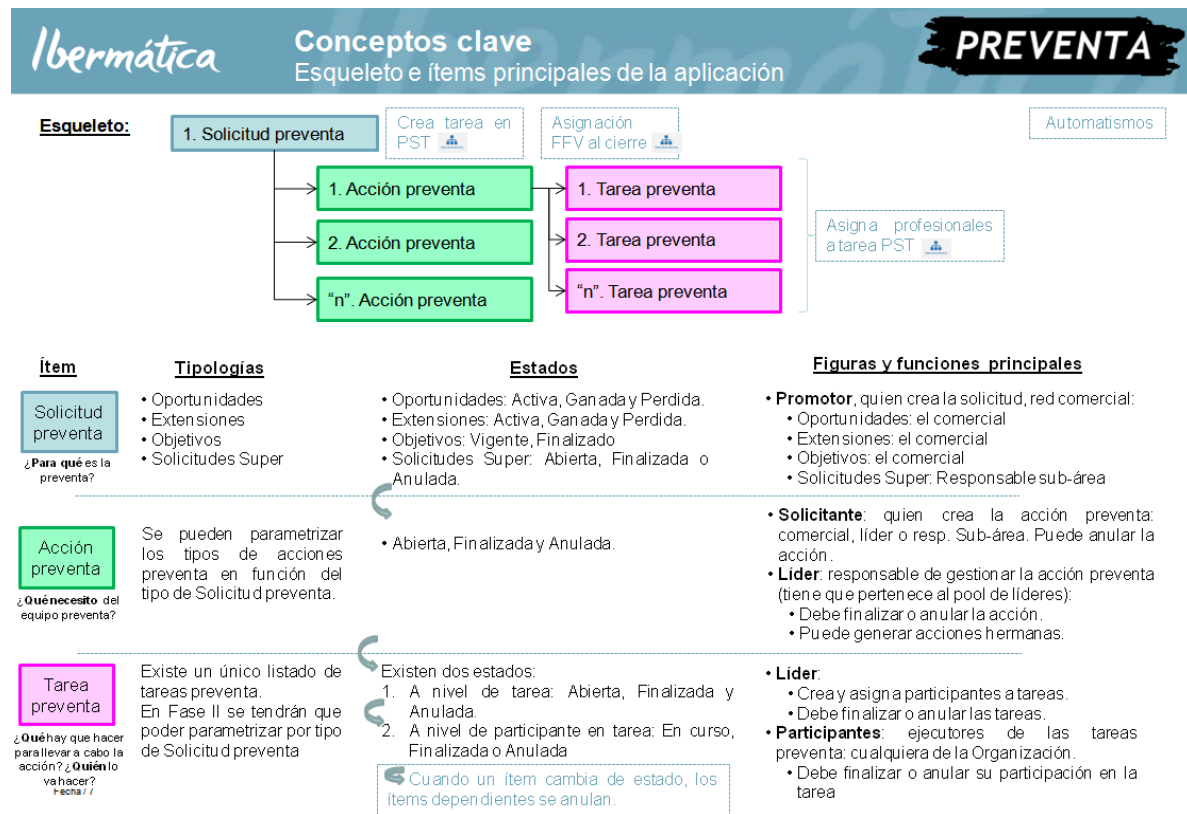 Ibermática
Conceptos clave
Esqueleto e ítems principales de la aplicación
PREVENTA
Esqueleto:
1. Solicitud preventa
Crea tarea en
PST
Asignación
FFV al cierre
Automatismos
1. Acción preventa
1. Tarea preventa
2. Acción preventa
2. Tarea preventa
"n". Acción preventa
"n". Tarea preventa
Asigna profesionales
a tarea PST
Ítem
Tipologías
Estados
Figuras y funciones principales
Solicitud
preventa
¿Para qué es la
preventa?
• Oportunidades
• Extensiones
• Objetivos
• Solicitudes Super
• Oportunidades: Activa, Ganada y Perdida.
• Extensiones: Activa, Ganada y Perdida.
• Objetivos: Vigente, Finalizado
• Solicitudes Super: Abierta, Finalizada o
Anulada.
• Promotor, quien crea la solicitud, red comercial:
• Oportunidades: el comercial
• Extensiones: el comercial
• Objetivos: el comercial
• Solicitudes Super: Responsable sub-área
Acción
preventa
¿Qué necesito del
equipo preventa?
Se pueden parametrizar
los tipos de acciones
preventa en función del
tipo de Solicitud preventa.
• Abierta, Finalizada y Anulada.
• Solicitante: quien crea la acción preventa:
comercial, líder o resp. Sub-área. Puede anular la
acción.
• Líder: responsable de gestionar la acción preventa
(tiene que pertenece al pool de líderes):
• Debe finalizar o anular la acción.
• Puede generar acciones hermanas.
Tarea
preventa
¿Qué hay que hacer
para llevar a cabo la
acción? ¿Quién lo
va hacer?
Fecha / /
Existe un único listado de
tareas preventa.
En Fase II se tendrán que
poder parametrizar por tipo
de Solicitud preventa
Existen dos estados:
1. A nivel de tarea: Abierta, Finalizada y
Anulada.
2. A nivel de participante en tarea: En curso,
Finalizada o Anulada
Cuando un ítem cambia de estado, los
ítems dependientes se anulan.
• Líder:
• Crea y asigna participantes a tareas.
• Debe finalizar o anular las tareas.
• Participantes: ejecutores de las tareas
preventa: cualquiera de la Organización.
• Debe finalizar o anular su participación en la
tarea